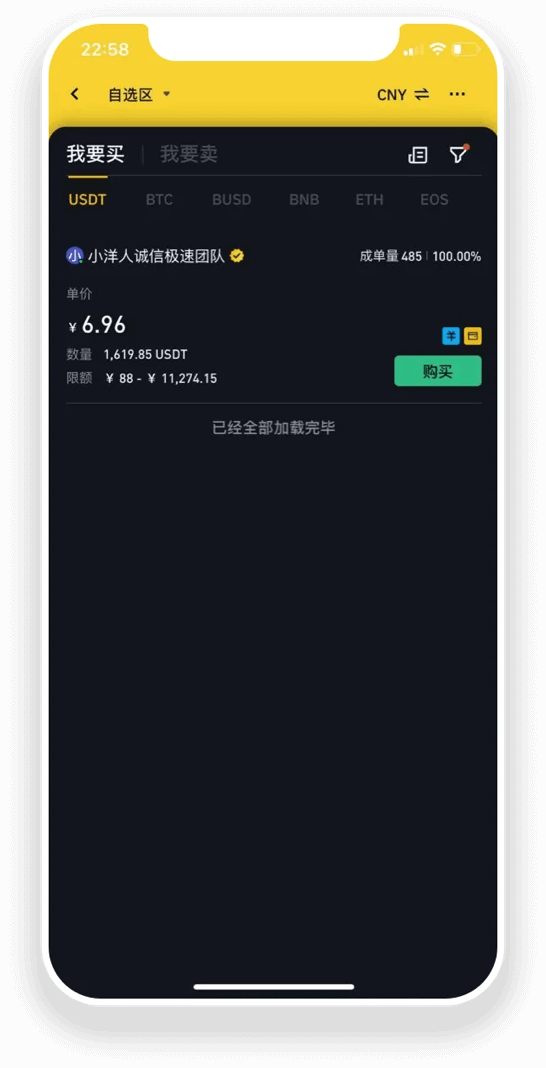 22:58
自选区 CNY
我要买 我要卖
USDT BTC BUSD BNB ETH EOS
小 小洋人诚信极速团队 成单量 485 100.00%
单价
¥ 6.96
数量 1,619.85 USDT
限额 ¥ 88 - ¥ 11,274.15
购买
已经全部加载完毕